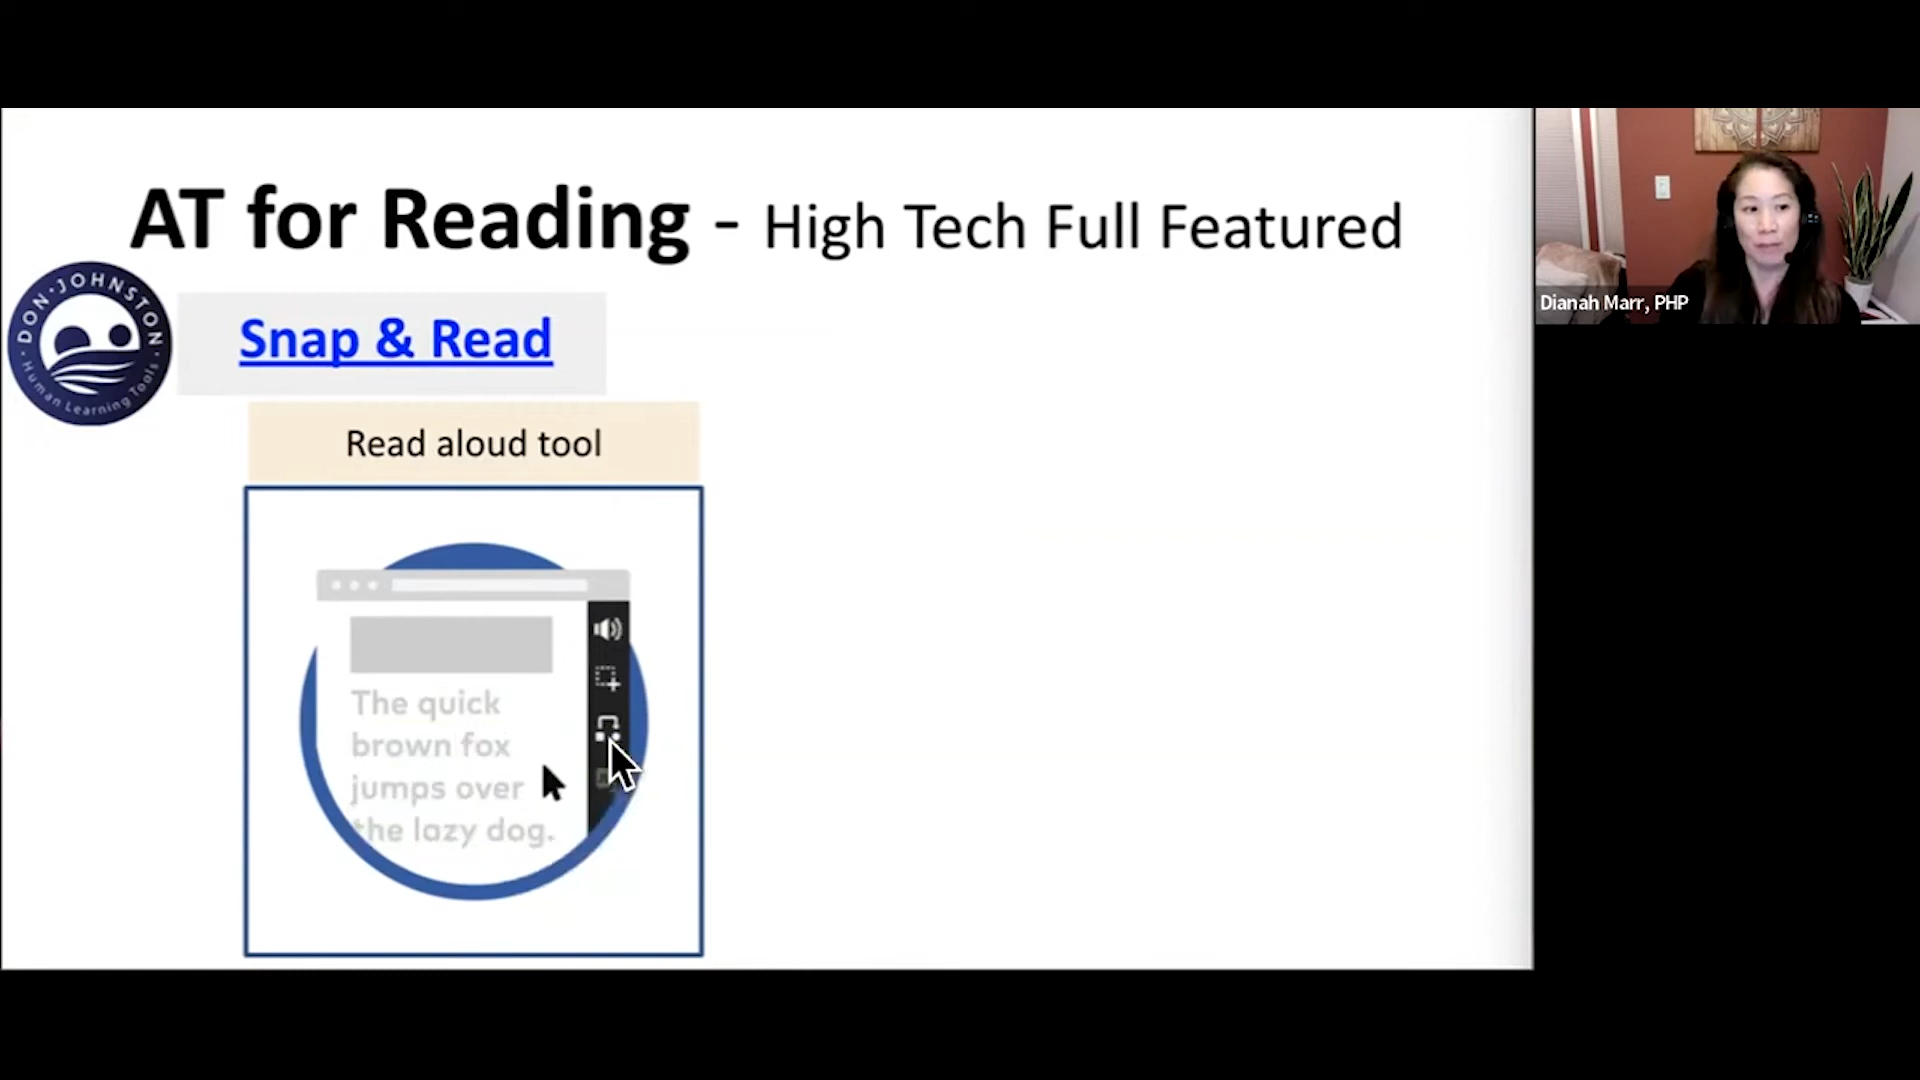 AT for Reading - High Tech Full Featured
DON JOHNSTON
Human Learning Tools
Snap & Read
Read aloud tool
The quick
brown fox
jumps over
the lazy dog.
Dianah Marr, PHP